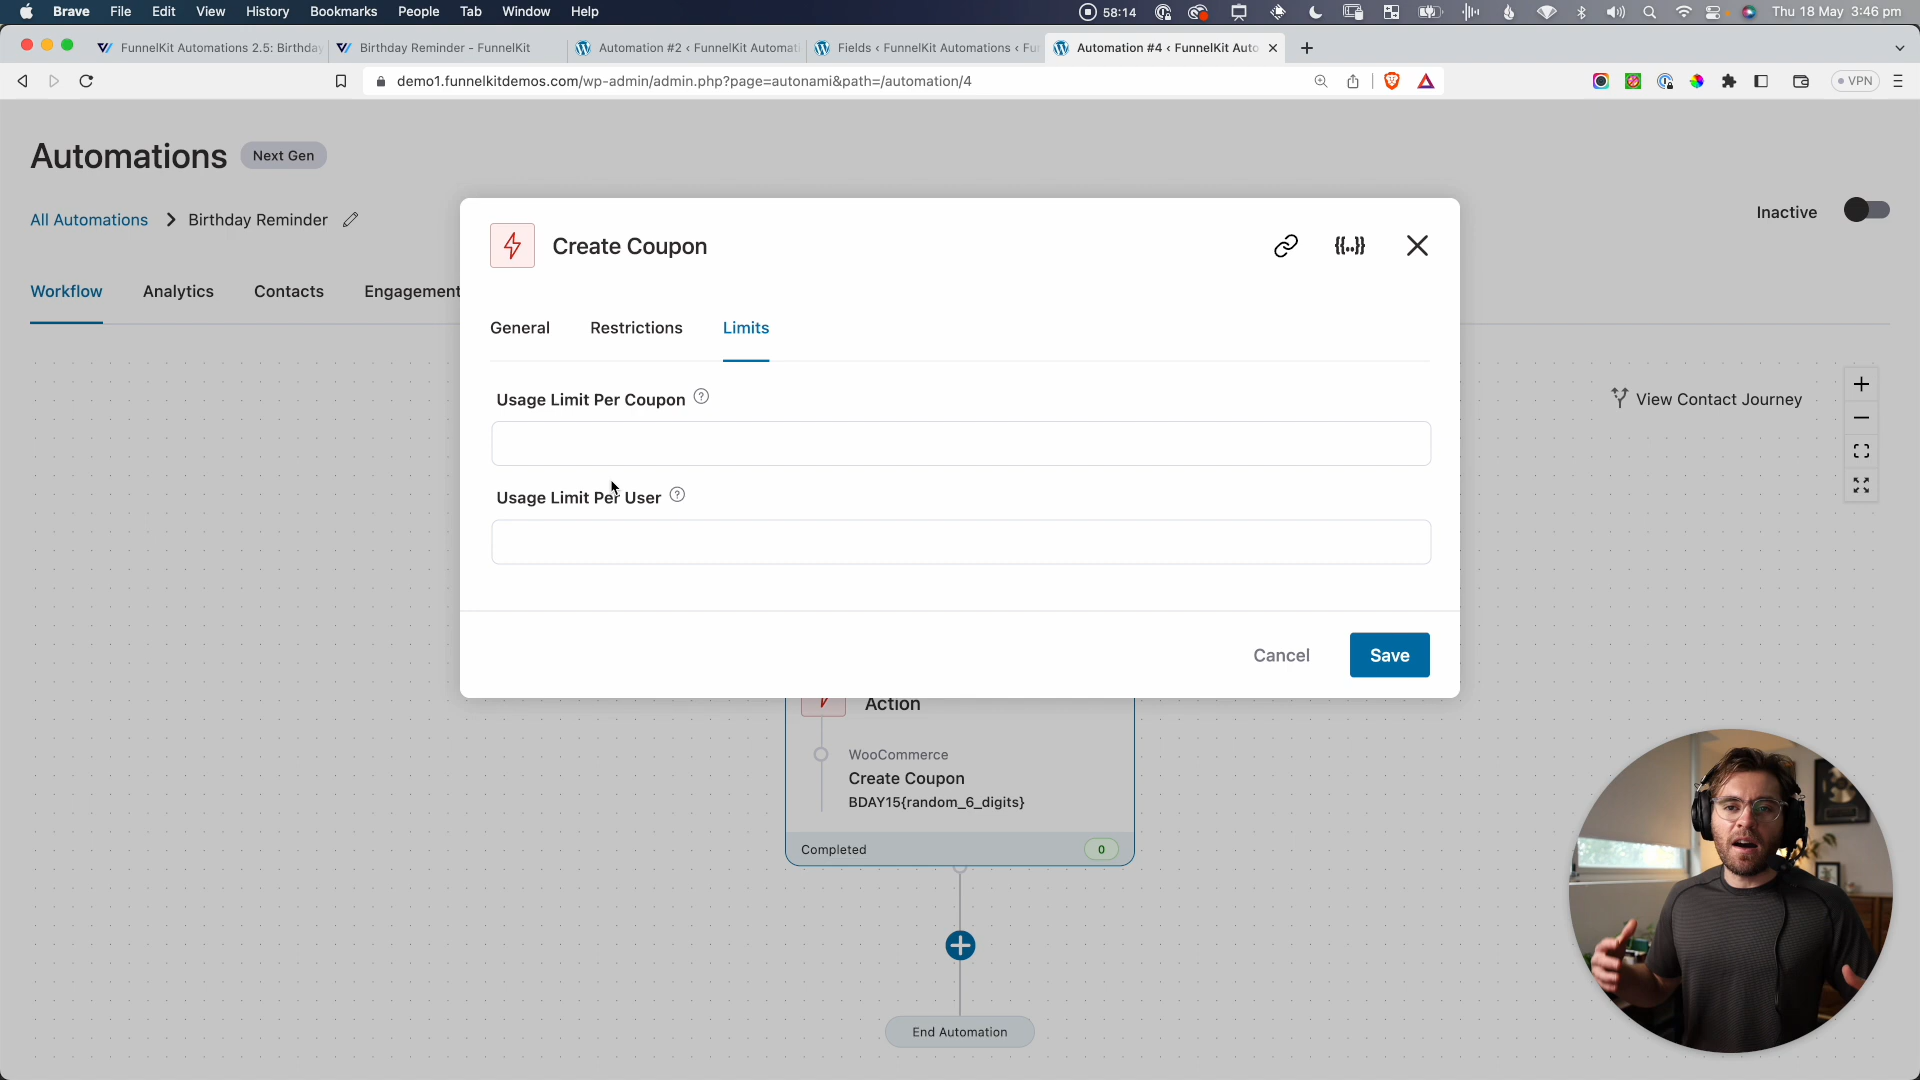 Brave File Edit View History Bookmarks People Tab Window Help 58:14 Thu 18 May 3:46 pm
FunnelKit Automations 2.5: Birthday Birthday Reminder - FunnelKit Automation #2 ‹ FunnelKit Automati Fields ‹ FunnelKit Automations ‹ Fu Automation #4 ‹ FunnelKit Auto
demo1.funnelkitdemos.com/wp-admin/admin.php?page=autonami&path=/automation/4 VPN
Automations Next Gen
All Automations > Birthday Reminder Inactive
Workflow Analytics Contacts Engagement
Create Coupon {{..}}
General Restrictions Limits
Usage Limit Per Coupon ?
View Contact Journey
Usage Limit Per User ?
Cancel Save
Action
WooCommerce
Create Coupon
BDAY15{random_6_digits}
Completed 0
End Automation